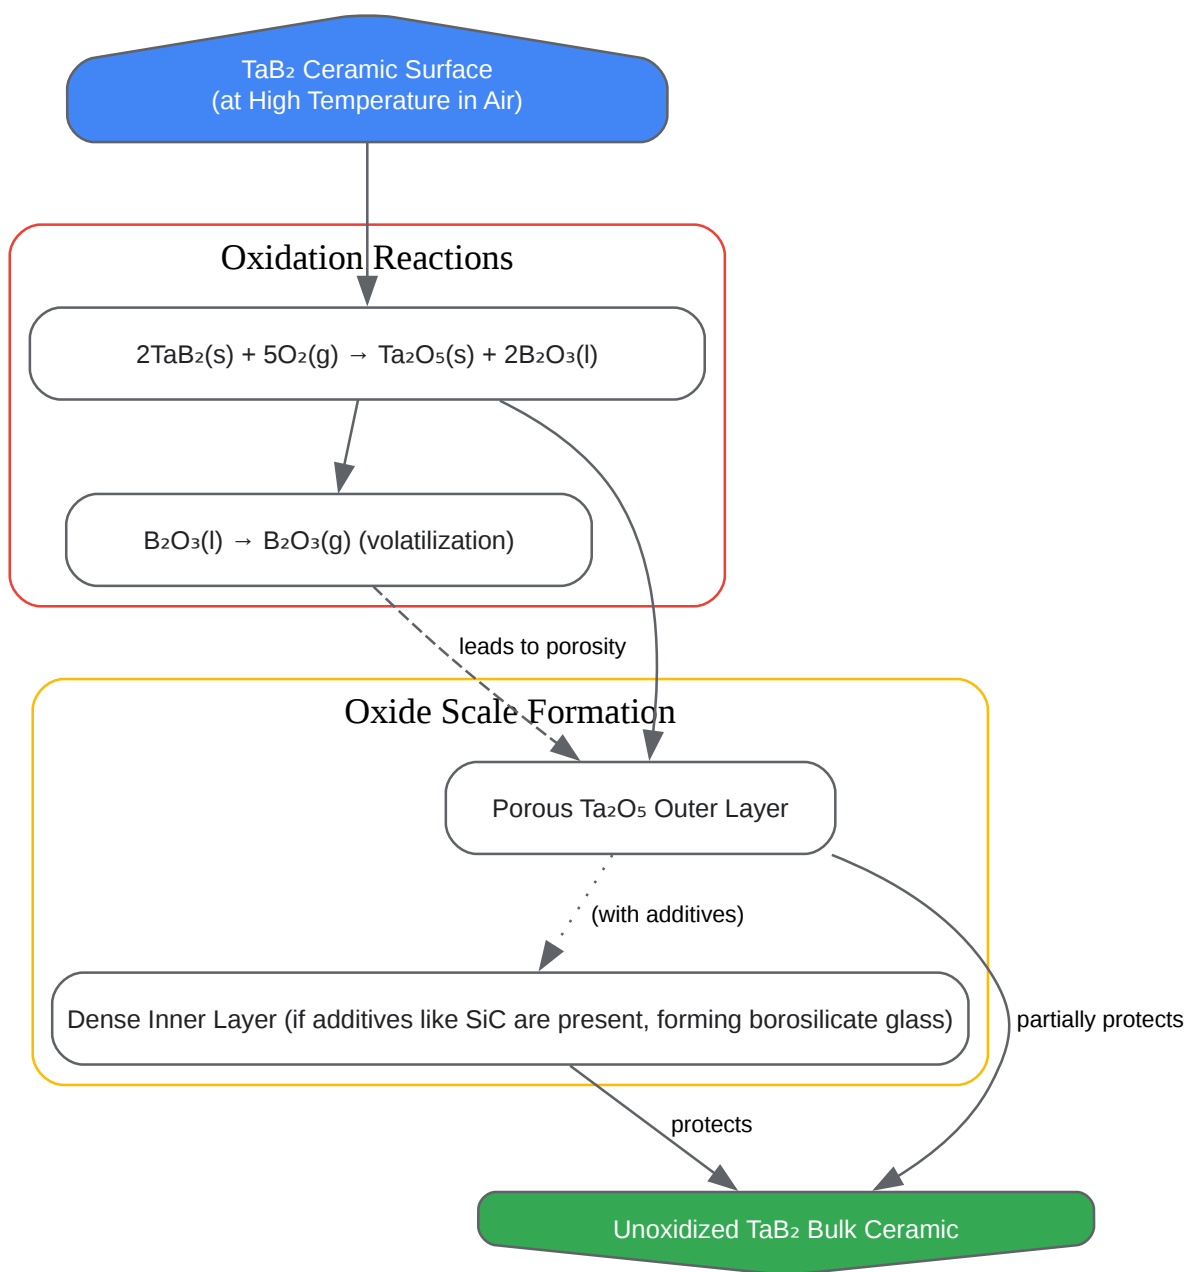 TaB₂ Ceramic Surface
(at High Temperature in Air)
Oxidation Reactions
2TaB₂(s) + 5O₂(g) → Ta₂O₅(s) + 2B₂O₃(l)
B₂O₃(l) → B₂O₃(g) (volatilization)
leads to porosity
Oxide Scale Formation
Porous Ta₂O₅ Outer Layer
(with additives)
Dense Inner Layer (if additives like SiC are present, forming borosilicate glass)
partially protects
protects
Unoxidized TaB₂ Bulk Ceramic